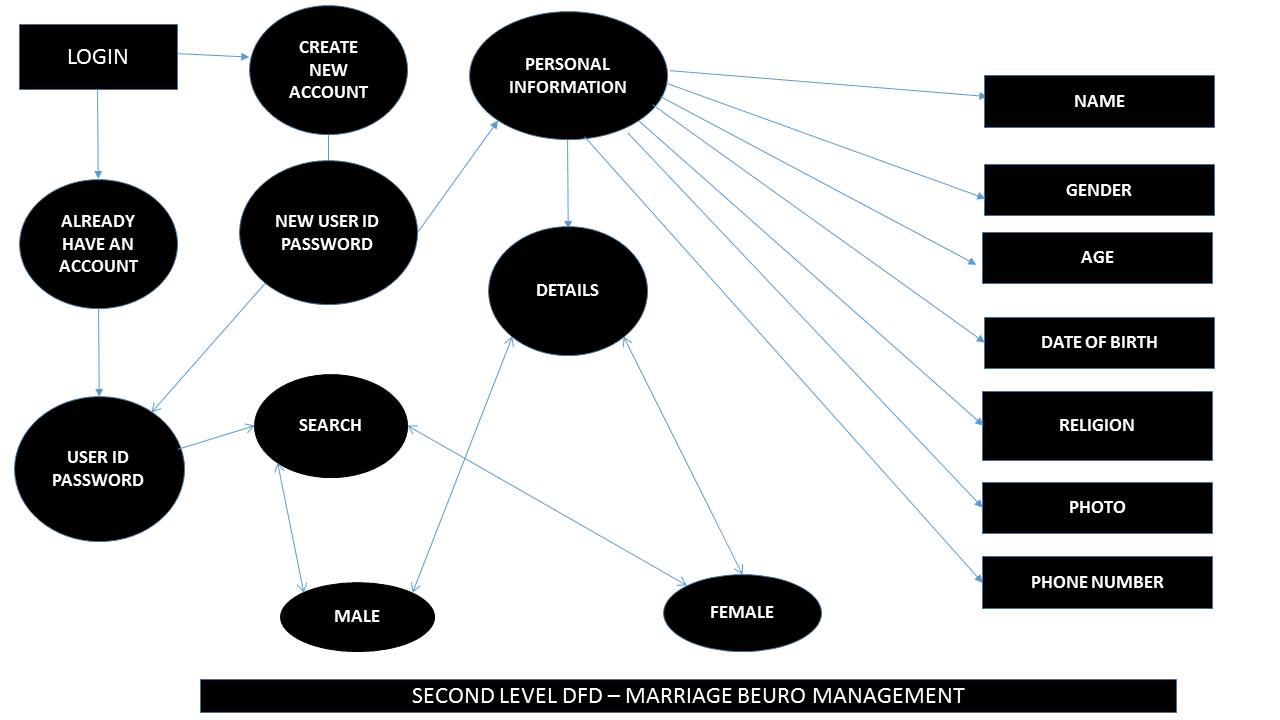 LOGIN
CREATE
NEW
ACCOUNT
PERSONAL
INFORMATION
NAME
GENDER
ALREADY
HAVE AN
ACCOUNT
NEW USER ID
PASSWORD
AGE
DETAILS
DATE OF BIRTH
SEARCH
RELIGION
USER ID
PASSWORD
PHOTO
PHONE NUMBER
MALE
FEMALE
SECOND LEVEL DFD – MARRIAGE BEURO MANAGEMENT